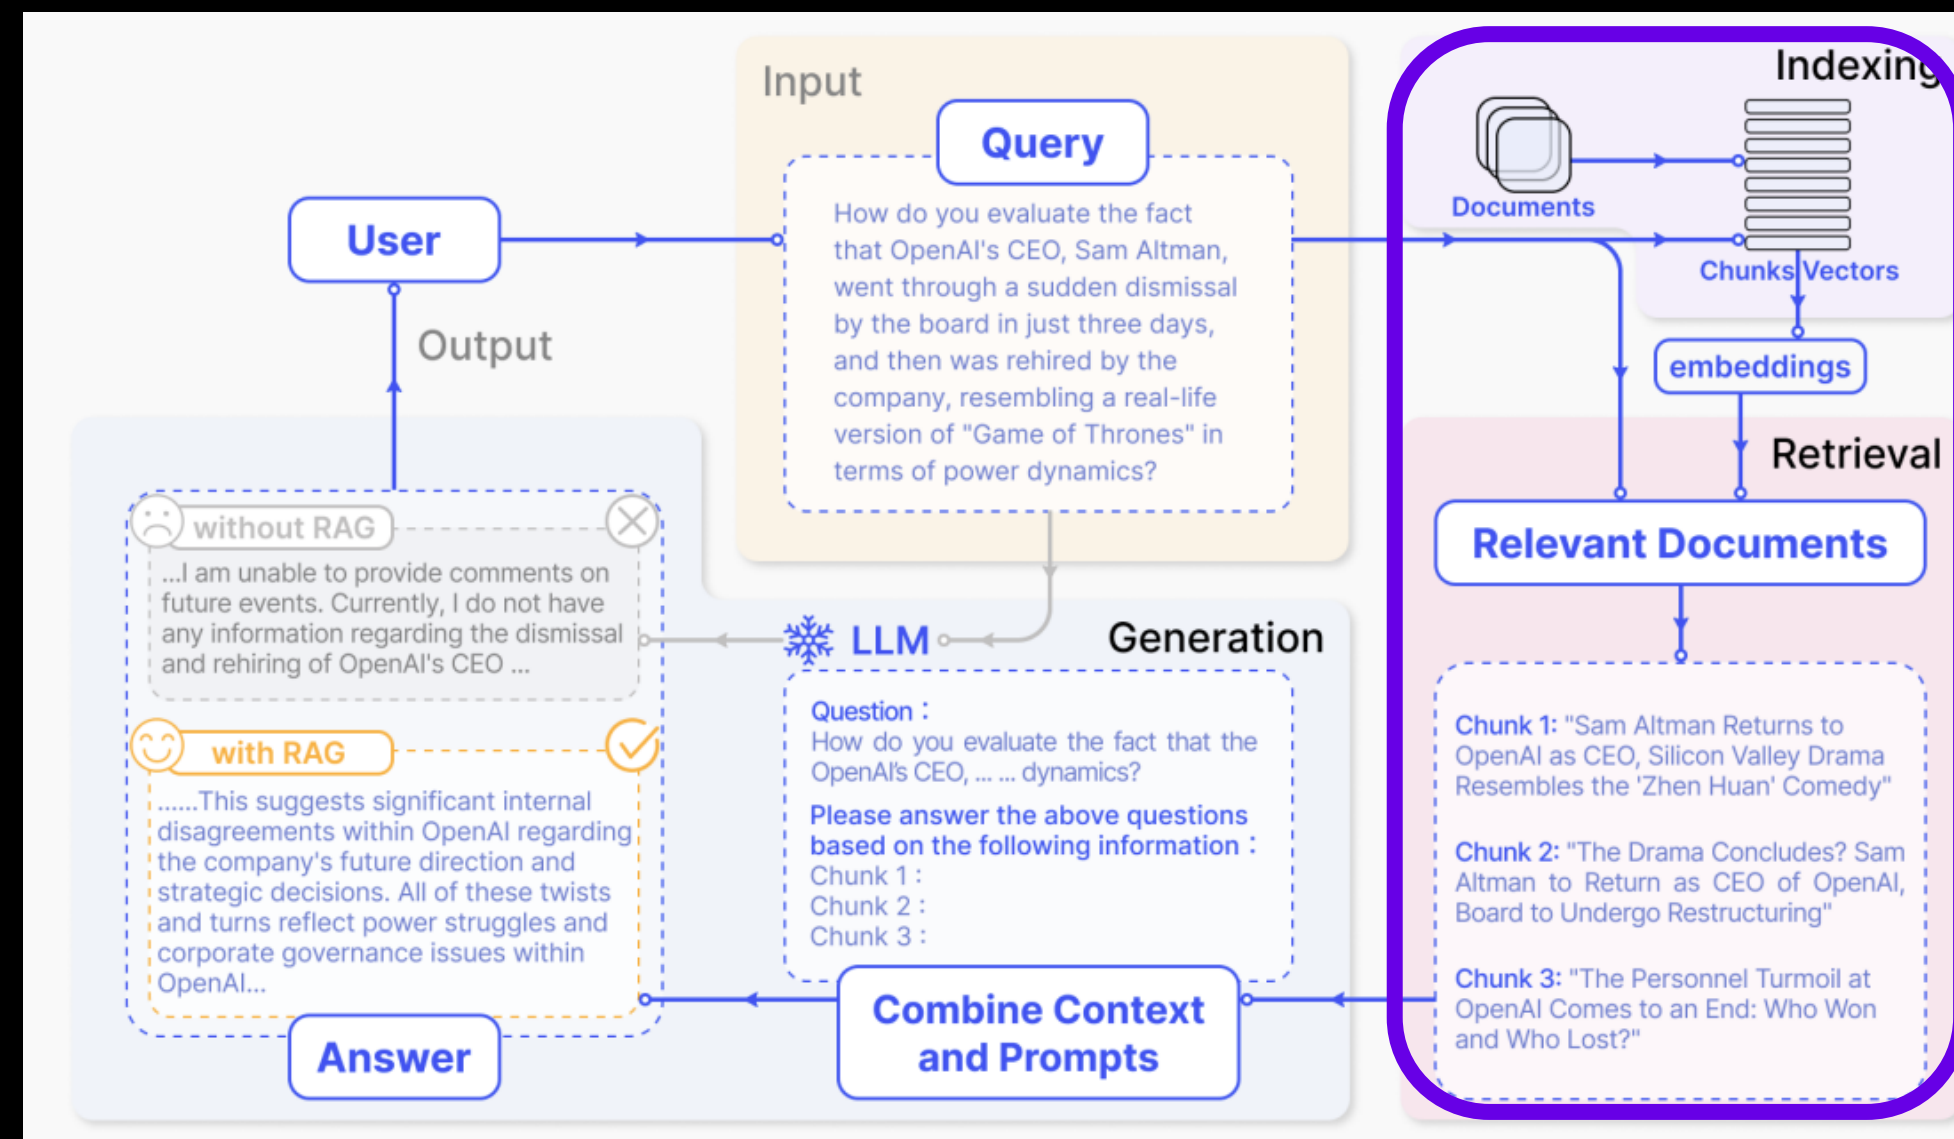 Input
Query
How do you evaluate the fact
that OpenAI's CEO, Sam Altman,
went through a sudden dismissal
by the board in just three days,
and then was rehired by the
company, resembling a real-life
version of "Game of Thrones" in
terms of power dynamics?
User
Output
Indexing
Documents
Chunks Vectors
embeddings
Retrieval
Relevant Documents
Chunk 1: "Sam Altman Returns to
OpenAI as CEO, Silicon Valley Drama
Resembles the 'Zhen Huan' Comedy"
Chunk 2: "The Drama Concludes? Sam
Altman to Return as CEO of OpenAI,
Board to Undergo Restructuring"
Chunk 3: "The Personnel Turmoil at
OpenAI Comes to an End: Who Won
and Who Lost?"
LLM
Generation
Question :
How do you evaluate the fact that the
OpenAI's CEO, ... ... dynamics?
Please answer the above questions
based on the following information :
Chunk 1 :
Chunk 2 :
Chunk 3 :
Combine Context
and Prompts
without RAG
...I am unable to provide comments on
future events. Currently, I do not have
any information regarding the dismissal
and rehiring of OpenAI's CEO ...
with RAG
......This suggests significant internal
disagreements within OpenAI regarding
the company's future direction and
strategic decisions. All of these twists
and turns reflect power struggles and
corporate governance issues within
OpenAI...
Answer